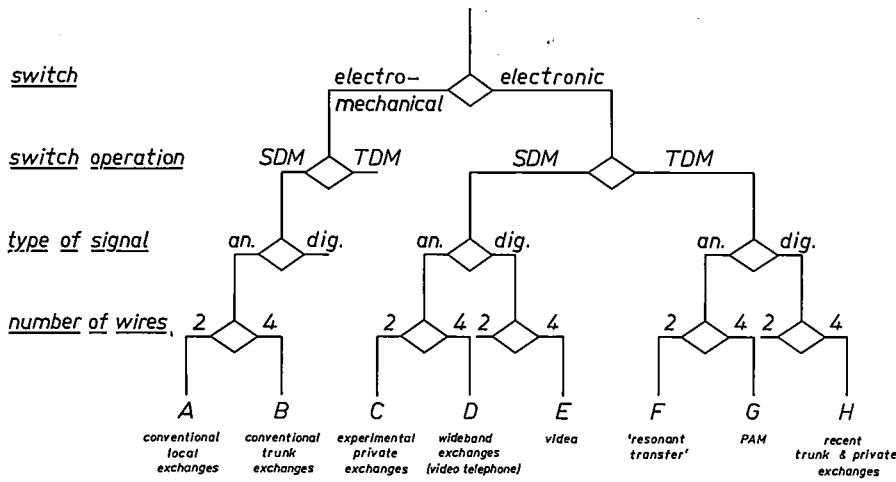 switch
electro-
mechanical
electronic
switch operation
SDM
TDM
SDM
TDM
type of signal
an.
dig.
an.
dig.
an.
dig.
number of wires
2
4
2
4
2
4
2
4
2
4
A
B
C
D
E
F
G
H
conventional
local
exchanges
conventional
trunk
exchanges
experimental
private
exchanges
wideband
exchanges
(video telephone)
video
'resonant
transfer'
PAM
recent
trunk & private
exchanges